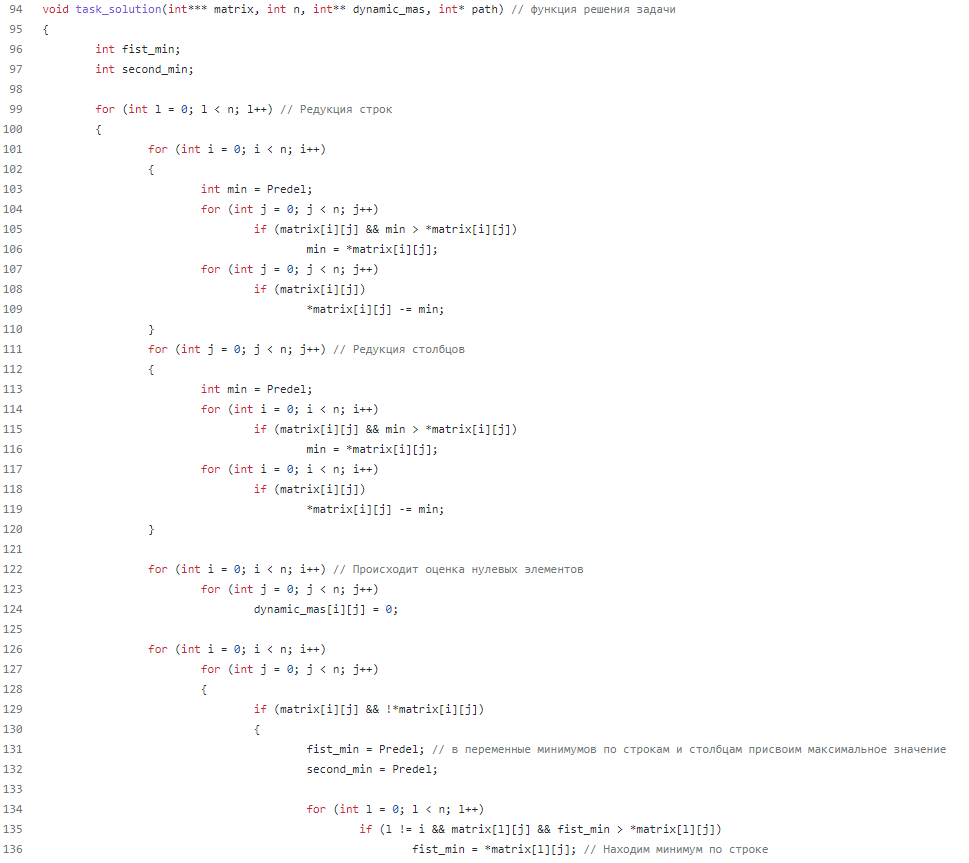 94 void task_solution(int*** matrix, int n, int** dynamic_mas, int* path) // функция решения задачи
95 {
96 int fist_min;
97 int second_min;
98
99 for (int l = 0; l < n; l++) // Редукция строк
100 {
101 for (int i = 0; i < n; i++)
102 {
103 int min = Predel;
104 for (int j = 0; j < n; j++)
105 if (matrix[i][j] && min > *matrix[i][j])
106 min = *matrix[i][j];
107 for (int j = 0; j < n; j++)
108 if (matrix[i][j])
109 *matrix[i][j] -= min;
110 }
111 for (int j = 0; j < n; j++) // Редукция столбцов
112 {
113 int min = Predel;
114 for (int i = 0; i < n; i++)
115 if (matrix[i][j] && min > *matrix[i][j])
116 min = *matrix[i][j];
117 for (int i = 0; i < n; i++)
118 if (matrix[i][j])
119 *matrix[i][j] -= min;
120 }
121
122 for (int i = 0; i < n; i++) // Происходит оценка нулевых элементов
123 for (int j = 0; j < n; j++)
124 dynamic_mas[i][j] = 0;
125
126 for (int i = 0; i < n; i++)
127 for (int j = 0; j < n; j++)
128 {
129 if (matrix[i][j] && !*matrix[i][j])
130 {
131 fist_min = Predel; // в переменные минимумов по строкам и столбцам присвоим максимальное значение
132 second_min = Predel;
133
134 for (int l = 0; l < n; l++)
135 if (l != i && matrix[l][j] && fist_min > *matrix[l][j])
136 fist_min = *matrix[l][j]; // Находим минимум по строке